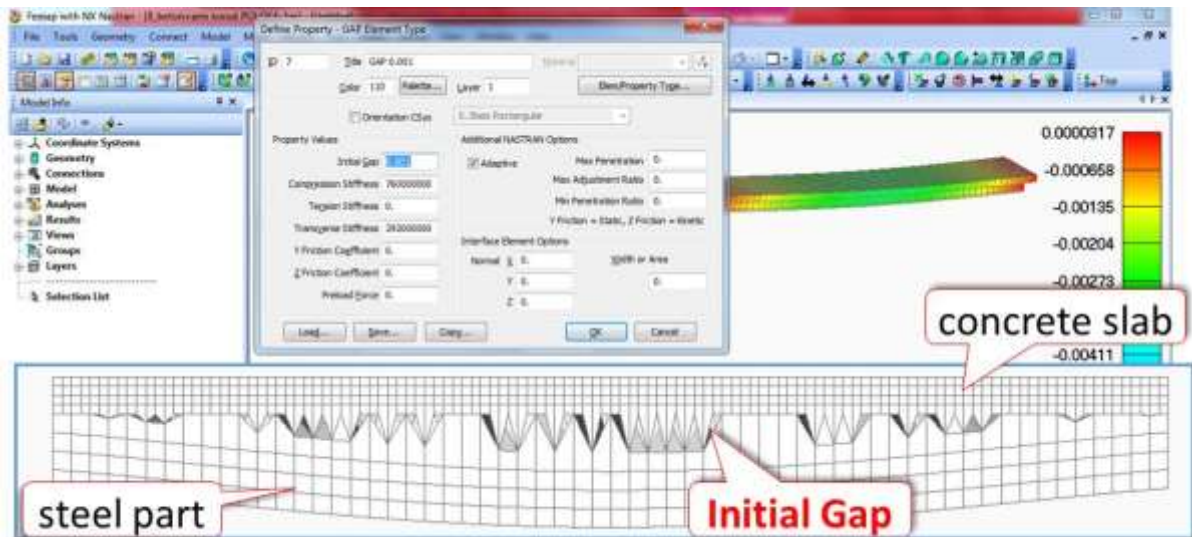 Femap with NX Nastran
Define Property - GAP Element Type
File Tools Geometry Connect Model
ID 7 Title GAP 0.001
Color 110 Palette... Layer 1 Elem/Property Type...
Orientation CSys 0..Basic Rectangular
Model Info
Coordinate Systems
Geometry
Connections
Model
Analyses
Results
Views
Groups
Layers
Selection List
Property Values
Initial Gap
Compression Stiffness
Tension Stiffness 0.
Transverse Stiffness
Y Friction Coefficient 0.
Z Friction Coefficient 0.
Preload Force 0.
Additional NASTRAN Options
Adaptive
Max Penetration 0.
Max Adjustment Ratio 0.
Min Penetration Ratio 0.
Y Friction = Static, Z Friction = Kinetic
Interface Element Options
Normal X 0. Width or Area
Y 0. 0.
Z 0.
Load... Save... Copy... OK Cancel
Top
0.0000317
-0.000658
-0.00135
-0.00204
-0.00273
-0.00411
concrete slab
steel part
Initial Gap